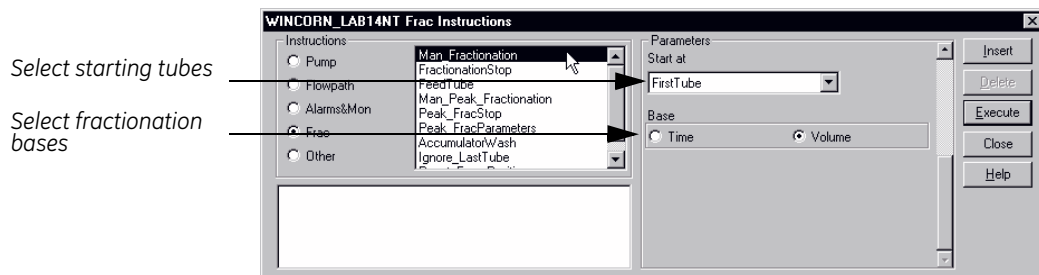 WINCORN_LAB14NT Frac Instructions
Select starting tubes
Select fractionation
bases
Instructions
Pump
Flowpath
Alarms&Mon
Frac
Other
Man_Fractionation
FractionationStop
FeedTube
Man_Peak_Fractionation
Peak_FracStop
Peak_FracParameters
AccumulatorWash
Ignore_LastTube
Parameters
Start at
FirstTube
Base
Time
Volume
Insert
Delete
Execute
Close
Help